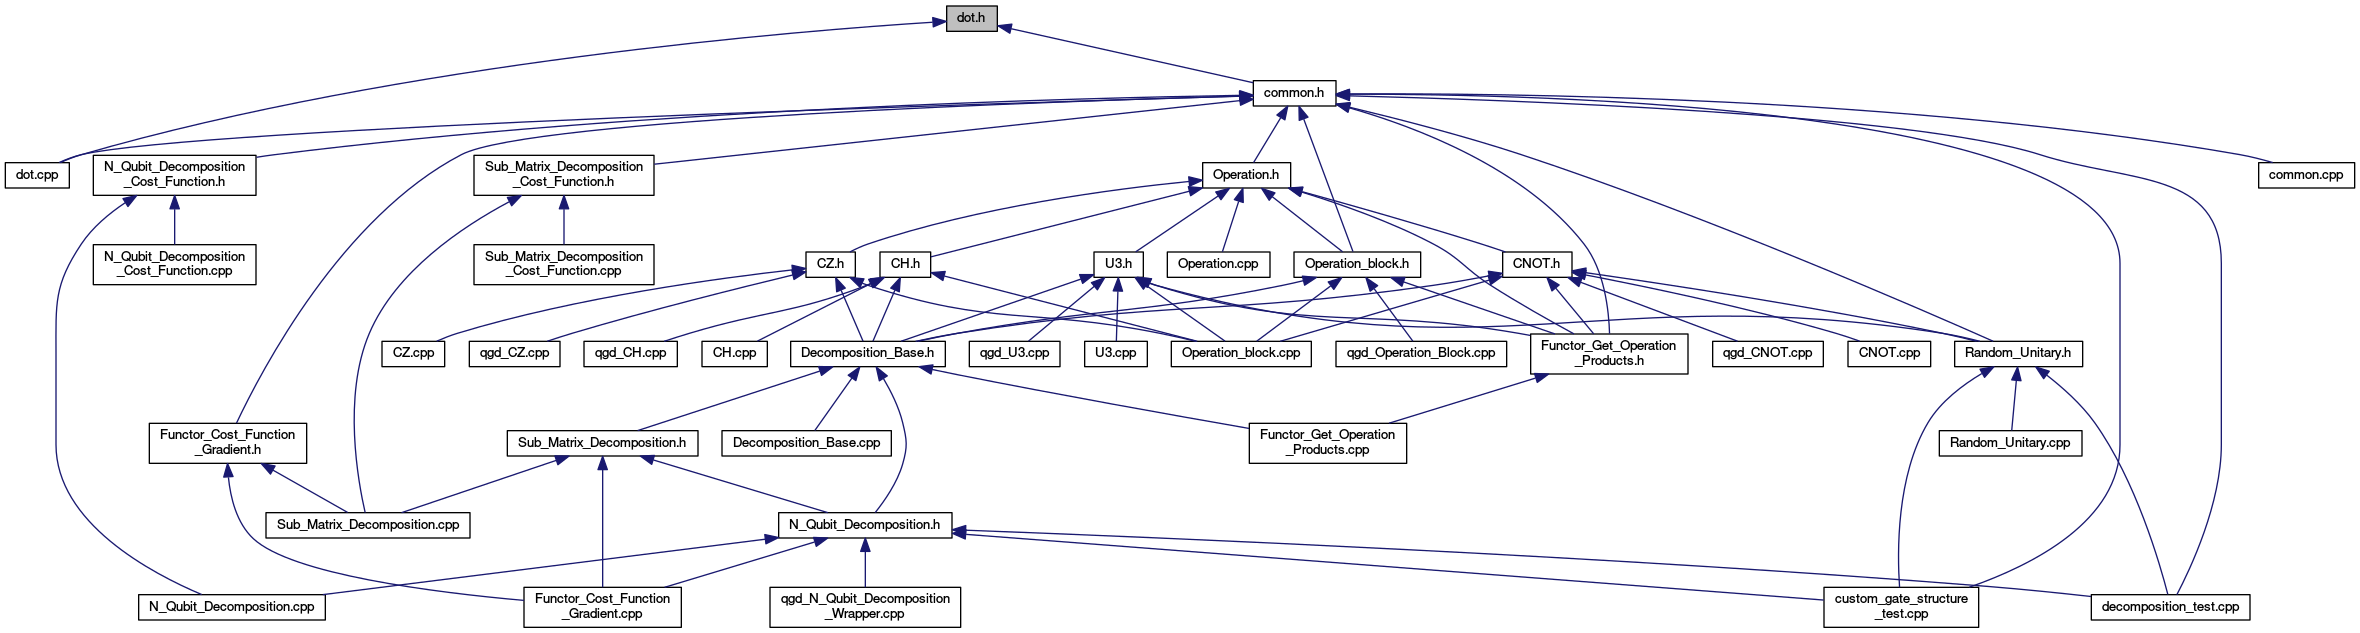 dot.h
common.h
dot.cpp
N_Qubit_Decomposition
_Cost_Function.h
Sub_Matrix_Decomposition
_Cost_Function.h
Operation.h
common.cpp
N_Qubit_Decomposition
_Cost_Function.cpp
Sub_Matrix_Decomposition
_Cost_Function.cpp
CZ.h
CH.h
U3.h
Operation.cpp
Operation_block.h
CNOT.h
CZ.cpp
qgd_CZ.cpp
qgd_CH.cpp
CH.cpp
Decomposition_Base.h
qgd_U3.cpp
U3.cpp
Operation_block.cpp
qgd_Operation_Block.cpp
Functor_Get_Operation
_Products.h
qgd_CNOT.cpp
CNOT.cpp
Random_Unitary.h
Functor_Cost_Function
_Gradient.h
Sub_Matrix_Decomposition.h
Decomposition_Base.cpp
Functor_Get_Operation
_Products.cpp
Random_Unitary.cpp
Sub_Matrix_Decomposition.cpp
N_Qubit_Decomposition.h
N_Qubit_Decomposition.cpp
Functor_Cost_Function
_Gradient.cpp
qgd_N_Qubit_Decomposition
_Wrapper.cpp
custom_gate_structure
_test.cpp
decomposition_test.cpp